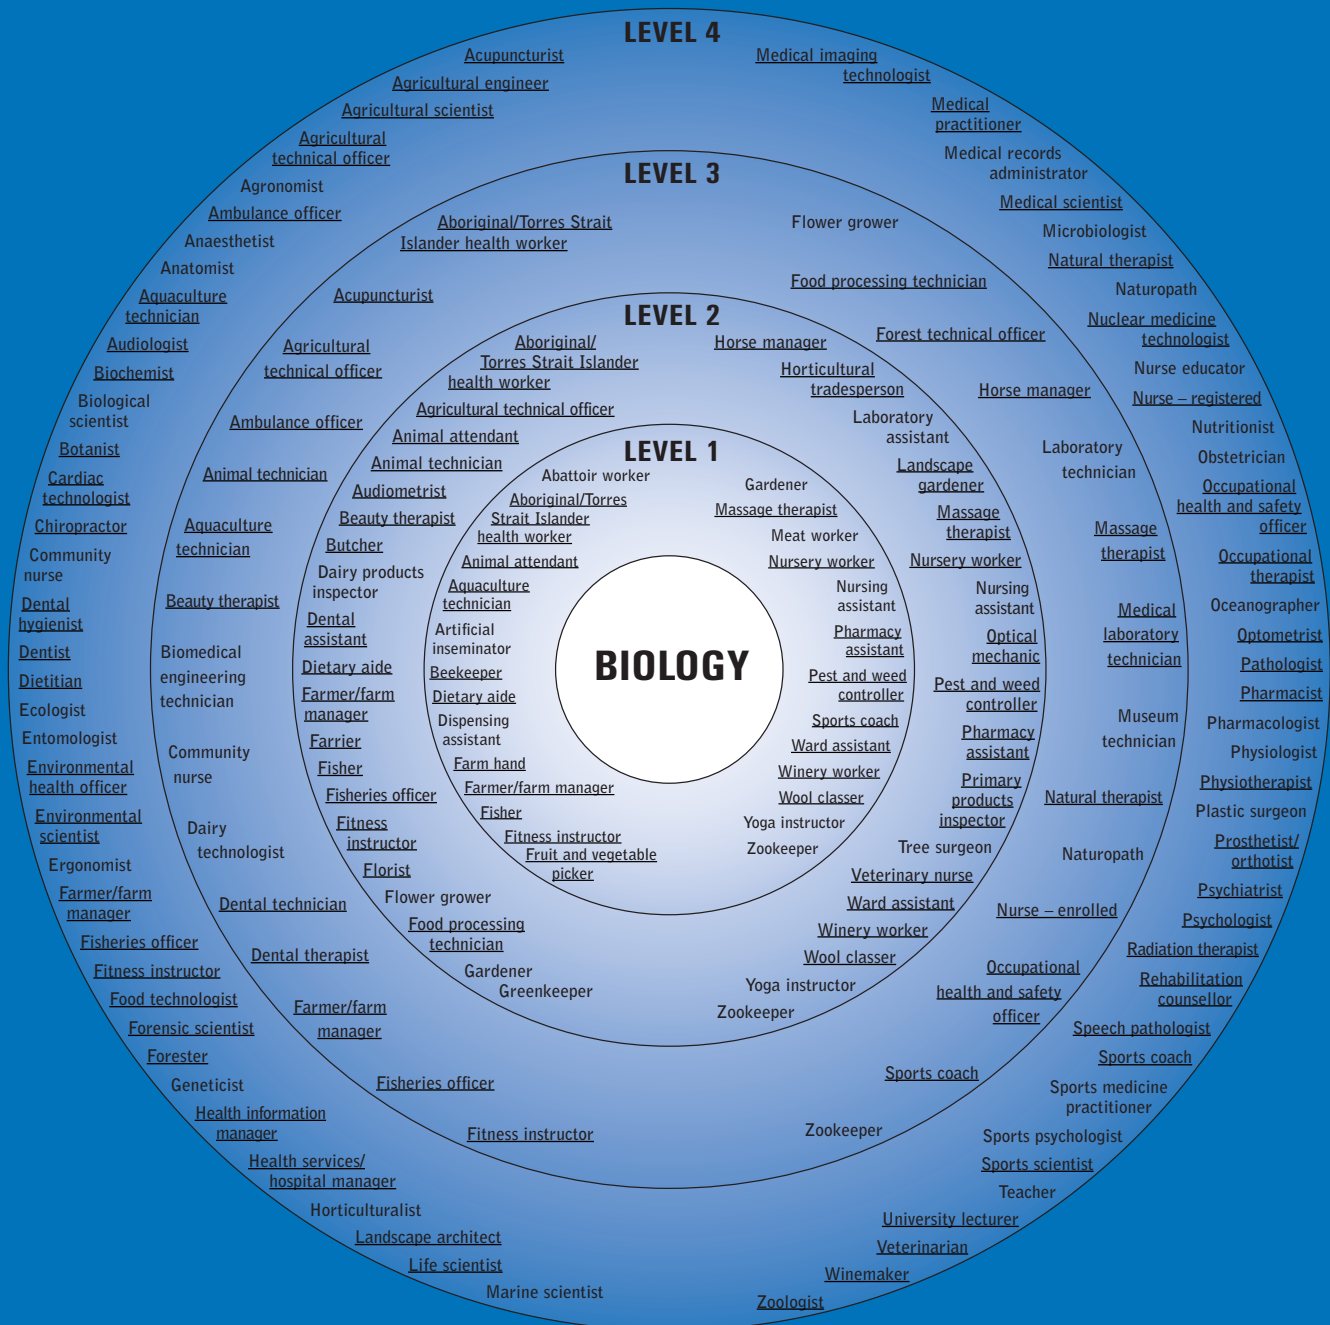 LEVEL 4
Acupuncturist
Agricultural engineer
Agricultural scientist
Agricultural
technical officer
Agronomist
Ambulance officer
Anaesthetist
Anatomist
Aquaculture
technician
Audiologist
Biochemist
Biological
scientist
Botanist
Cardiac
technologist
Chiropractor
Community
nurse
Dental
hygienist
Dentist
Dietitian
Ecologist
Entomologist
Environmental
health officer
Environmental
scientist
Ergonomist
Farmer/farm
manager
Fisheries officer
Fitness instructor
Food technologist
Forensic scientist
Forester
Geneticist
Health information
manager
Health services/
hospital manager
Horticulturalist
Landscape architect
Life scientist
Marine scientist
Medical imaging
technologist
Medical
practitioner
Medical records
administrator
Medical scientist
Microbiologist
Natural therapist
Naturopath
Nuclear medicine
technologist
Nurse educator
Nurse – registered
Nutritionist
Obstetrician
Occupational
health and safety
officer
Occupational
therapist
Oceanographer
Optometrist
Pathologist
Pharmacist
Pharmacologist
Physiologist
Physiotherapist
Plastic surgeon
Prosthetist/
orthotist
Psychiatrist
Psychologist
Radiation therapist
Rehabilitation
counsellor
Speech pathologist
Sports coach
Sports medicine
practitioner
Sports psychologist
Sports scientist
Teacher
University lecturer
Veterinarian
Winemaker
Zoologist
LEVEL 3
Aboriginal/Torres Strait
Islander health worker
Acupuncturist
Agricultural
technical officer
Ambulance officer
Animal technician
Aquaculture
technician
Beauty therapist
Biomedical
engineering
technician
Community
nurse
Dairy
technologist
Dental technician
Dental therapist
Farmer/farm
manager
Fisheries officer
Fitness instructor
Flower grower
Food processing technician
Forest technical officer
Horse manager
Laboratory
technician
Massage
therapist
Medical
laboratory
technician
Museum
technician
Natural therapist
Naturopath
Nurse – enrolled
Occupational
health and safety
officer
Sports coach
Zookeeper
LEVEL 2
Aboriginal/
Torres Strait Islander
health worker
Agricultural technical officer
Animal attendant
Animal technician
Audiometrist
Beauty therapist
Butcher
Dairy products
inspector
Dental
assistant
Dietary aide
Farmer/farm
manager
Farrier
Fisher
Fisheries officer
Fitness
instructor
Florist
Flower grower
Food processing
technician
Gardener
Greenkeeper
Horse manager
Horticultural
tradesperson
Laboratory
assistant
Landscape
gardener
Massage
therapist
Nursery worker
Nursing
assistant
Optical
mechanic
Pest and weed
controller
Pharmacy
assistant
Primary
products
inspector
Tree surgeon
Veterinary nurse
Ward assistant
Winery worker
Wool classer
Yoga instructor
Zookeeper
LEVEL 1
Abattoir worker
Aboriginal/Torres
Strait Islander
health worker
Animal attendant
Aquaculture
technician
Artificial
inseminator
Beekeeper
Dietary aide
Dispensing
assistant
Farm hand
Farmer/farm manager
Fisher
Fitness instructor
Fruit and vegetable
picker
Gardener
Massage therapist
Meat worker
Nursery worker
Nursing
assistant
Pharmacy
assistant
Pest and weed
controller
Sports coach
Ward assistant
Winery worker
Wool classer
Yoga instructor
Zookeeper
BIOLOGY